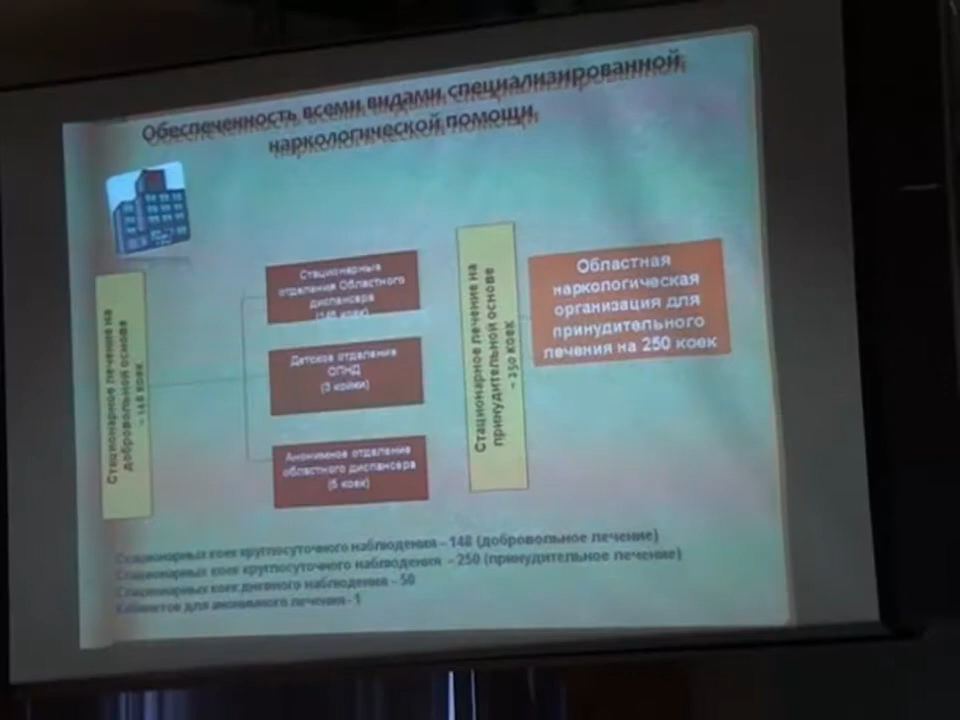 Обеспеченность всеми видами специализированной
наркологической помощи
Стационарное лечение на
добровольной основе
– 148 коек
Стационарные
отделения Областного
диспансера
Детское отделение
ОПНД
(3 койки)
Анонимное отделение
областного диспансера
(5 коек)
Стационарное лечение на
принудительной основе
– 250 коек
Областная
наркологическая
организация для
принудительного
лечения на 250 коек
Стационарных коек круглосуточного наблюдения – 148 (добровольное лечение)
Стационарных коек круглосуточного наблюдения – 250 (принудительное лечение)
Стационарных коек дневного наблюдения – 50
Кабинетов для анонимного лечения - 1